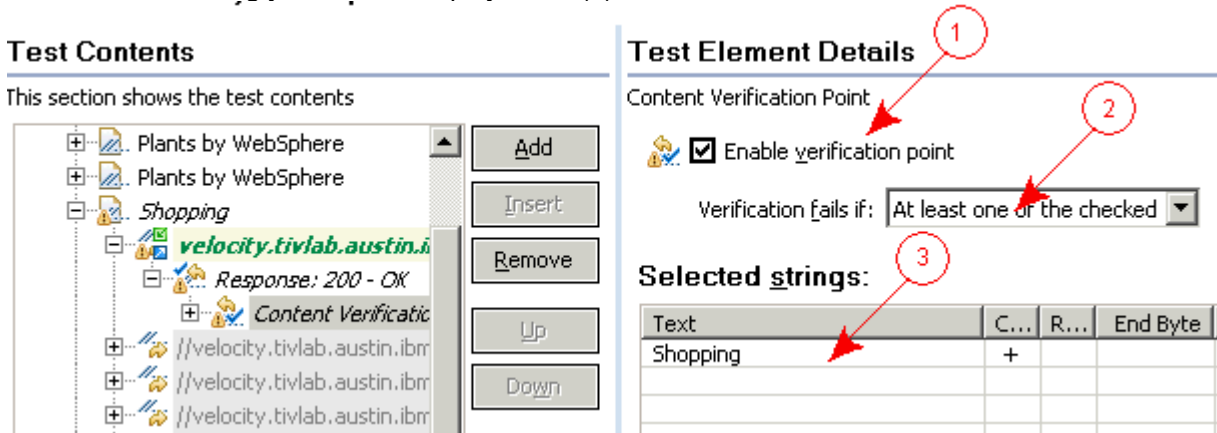 Test Contents
This section shows the test contents
Plants by WebSphere
Plants by WebSphere
Shopping
velocity.tivlab.austin.i
Response: 200 - OK
Content Verificatic
//velocity.tivlab.austin.ibm
//velocity.tivlab.austin.ibm
//velocity.tivlab.austin.ibm
Add
Insert
Remove
Up
Down
Test Element Details
1
Content Verification Point
2
Enable verification point
Verification fails if: At least one of the checked
3
Selected strings:
Text C... R... End Byte
Shopping +